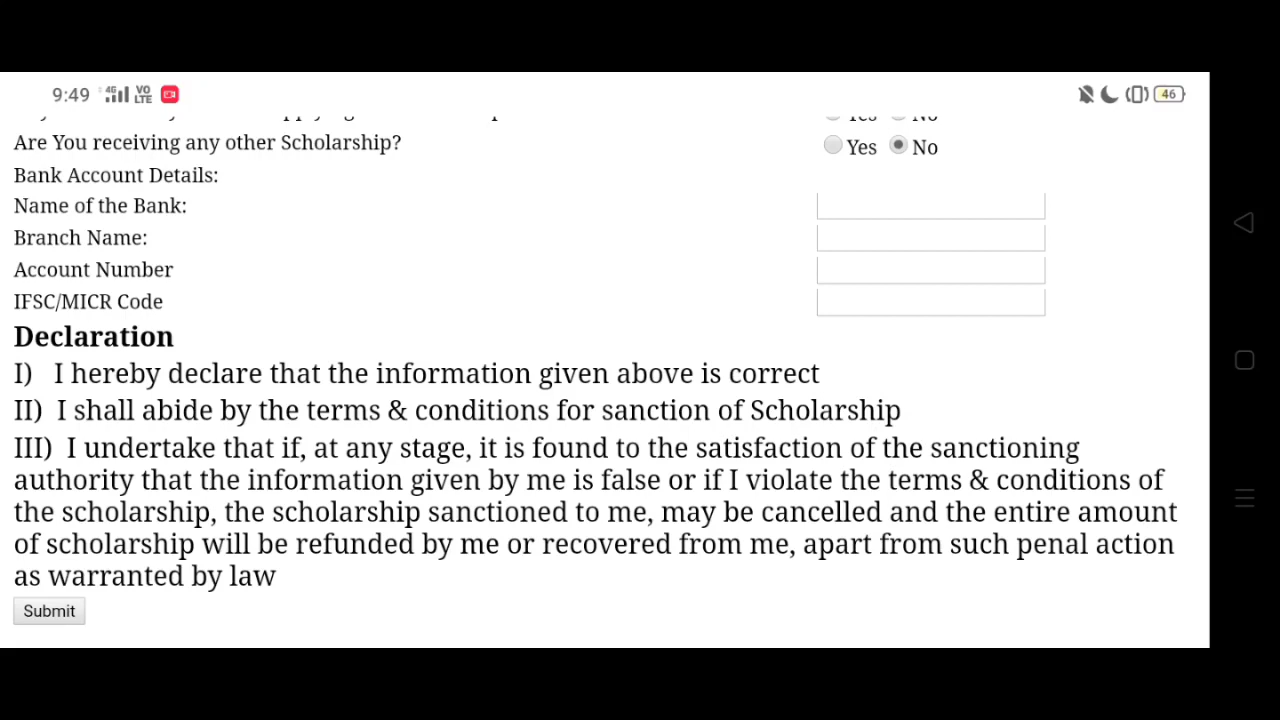 9:49 4G VO LTE 46
Are You receiving any other Scholarship? Yes No
Bank Account Details:
Name of the Bank:
Branch Name:
Account Number
IFSC/MICR Code
Declaration
I) I hereby declare that the information given above is correct
II) I shall abide by the terms & conditions for sanction of Scholarship
III) I undertake that if, at any stage, it is found to the satisfaction of the sanctioning
authority that the information given by me is false or if I violate the terms & conditions of
the scholarship, the scholarship sanctioned to me, may be cancelled and the entire amount
of scholarship will be refunded by me or recovered from me, apart from such penal action
as warranted by law
Submit